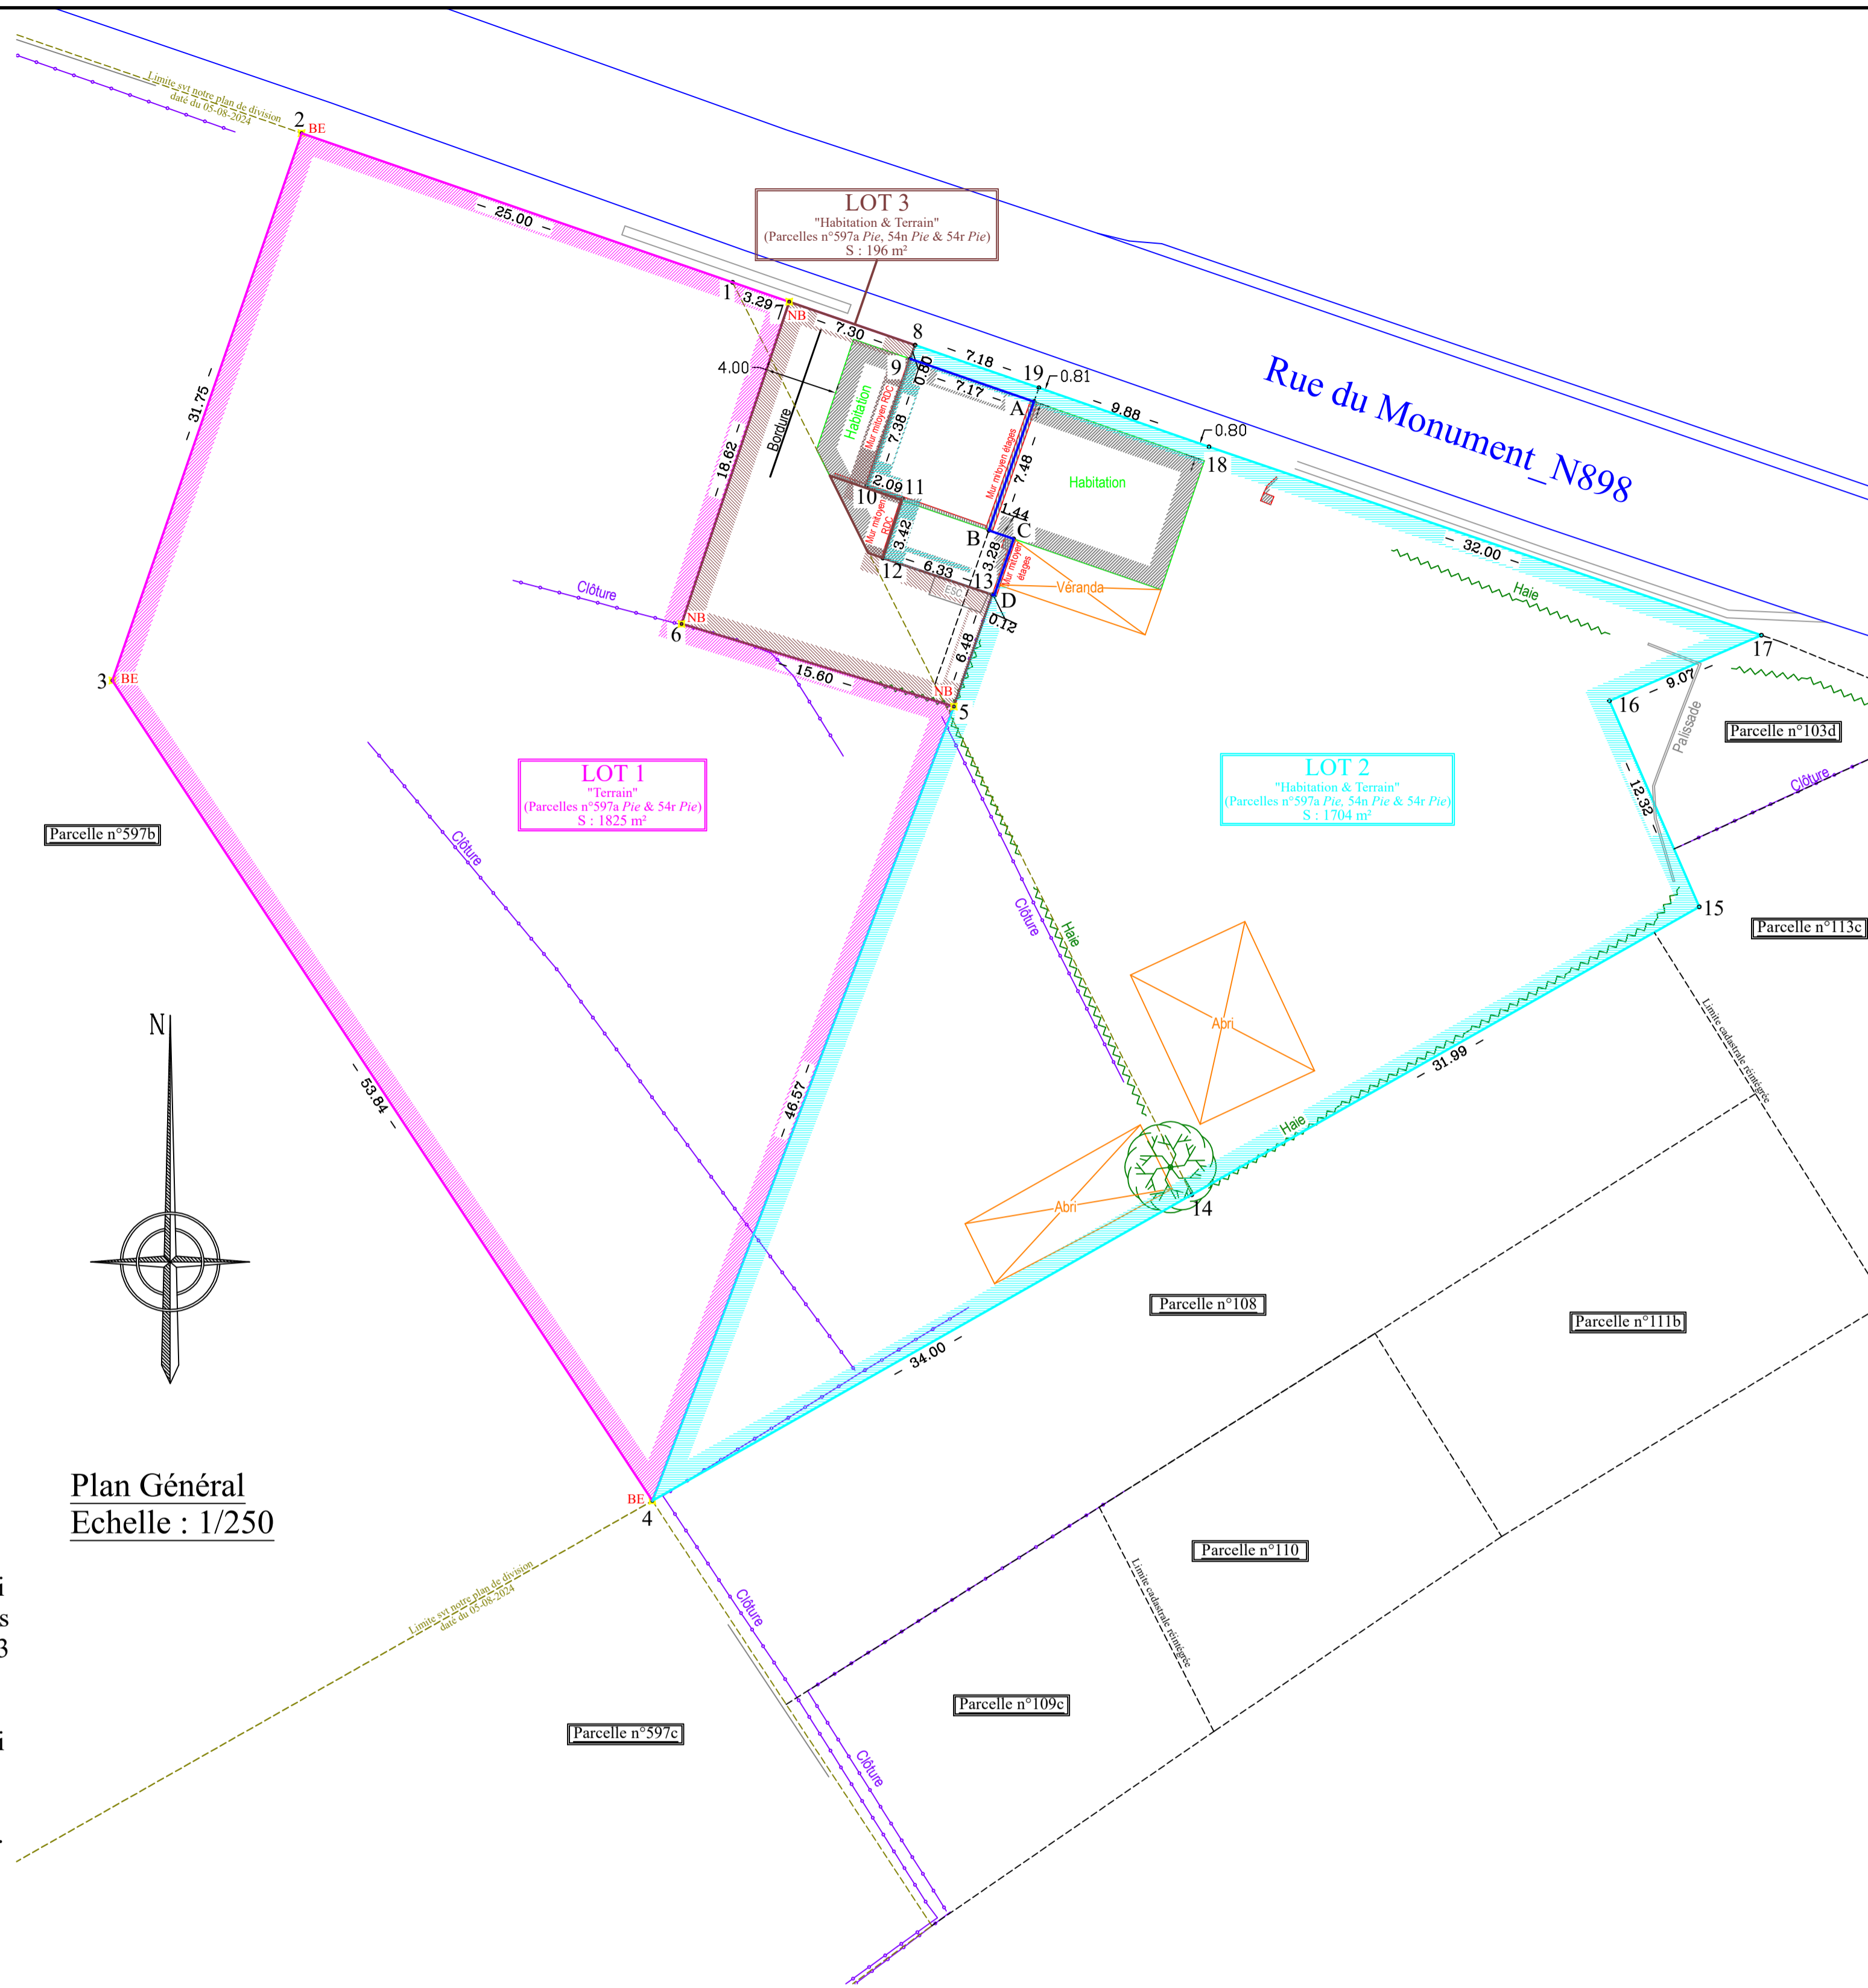 Limite svt notre plan de division
daté du 05-08-2024
2
BE
25.00
LOT 3
"Habitation & Terrain"
(Parcelles n°597a Pie, 54n Pie & 54r Pie)
S : 196 m²
1
3.29
7
NB
7.30
8
7.18
19
0.81
9.88
0.80
18
Rue du Monument_N898
4.00
9
0.80
7.17
A
31.75
18.62
Bordure
Habitation
Mur mitoyen RDC
7.38
Mur mitoyen étages
7.48
Habitation
32.00
Haie
10
2.09
11
1.44
B
C
Mur mitoyen
RDC
3.42
12
6.33
13
3.28
Mur mitoyen
étages
Véranda
D
0.12
ESC
Clôture
NB
6
15.60
6.48
NB
5
17
9.07
16
Palissade
Parcelle n°103d
Clôture
12.32
15
Parcelle n°113c
3
BE
LOT 1
"Terrain"
(Parcelles n°597a Pie & 54r Pie)
S : 1825 m²
LOT 2
"Habitation & Terrain"
(Parcelles n°597a Pie, 54n Pie & 54r Pie)
S : 1704 m²
Parcelle n°597b
Clôture
Clôture
Haie
Abri
Limite cadastrale réintégrée
31.99
N
53.84
46.57
Haie
Abri
14
Parcelle n°108
Parcelle n°111b
34.00
Plan Général
Echelle : 1/250
BE
4
Parcelle n°110
Limite cadastrale réintégrée
Limite svt notre plan de division
daté du 05-08-2024
Clôture
i
s
3
Parcelle n°109c
Parcelle n°597c
i
Clôture
.